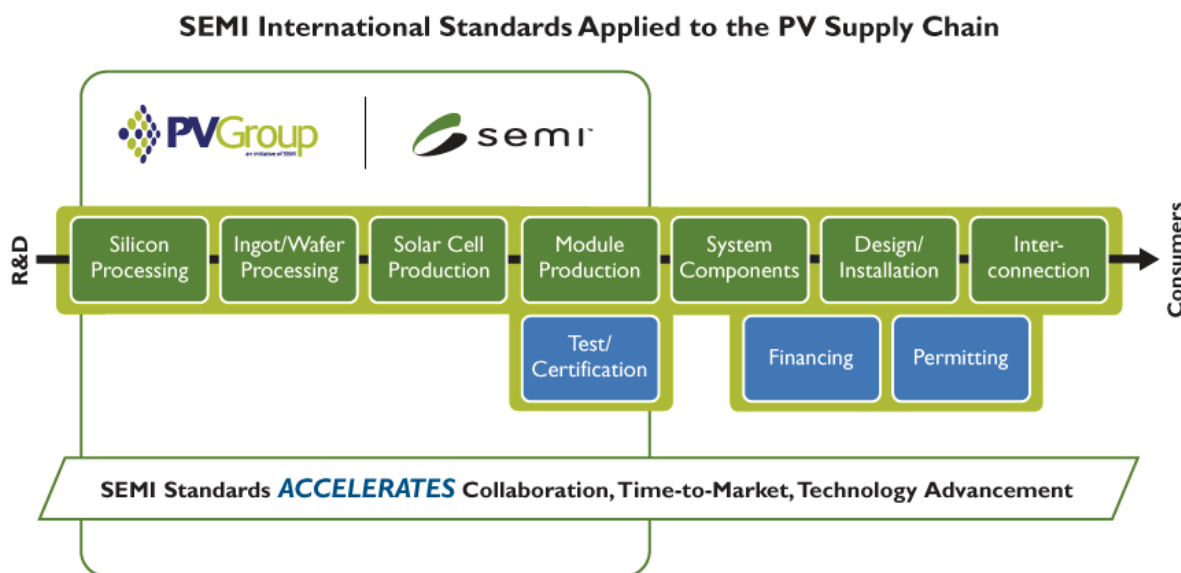 SEMI International Standards Applied to the PV Supply Chain
PVGroup
an initiative of SEMI
semi™
R&D
Silicon
Processing
Ingot/Wafer
Processing
Solar Cell
Production
Module
Production
System
Components
Design/
Installation
Inter-
connection
Consumers
Test/
Certification
Financing
Permitting
SEMI Standards ACCELERATES Collaboration, Time-to-Market, Technology Advancement